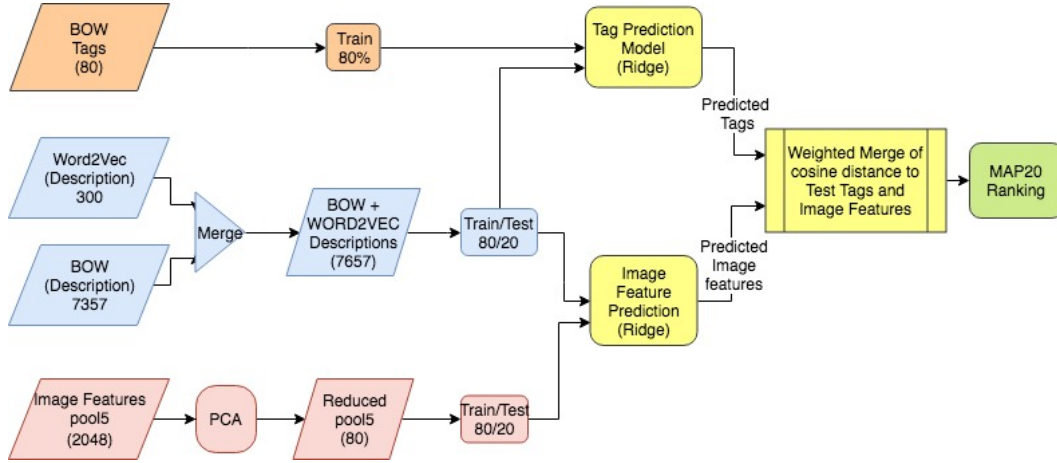 BOW
Tags
(80)
Train
80%
Tag Prediction
Model
(Ridge)
Predicted
Tags
Word2Vec
(Description)
300
BOW
(Description)
7357
Merge
BOW +
WORD2VEC
Descriptions
(7657)
Train/Test
80/20
Image
Feature
Prediction
(Ridge)
Predicted
Image
features
Weighted Merge of
cosine distance to
Test Tags and
Image Features
MAP20
Ranking
Image Features
pool5
(2048)
PCA
Reduced
pool5
(80)
Train/Test
80/20